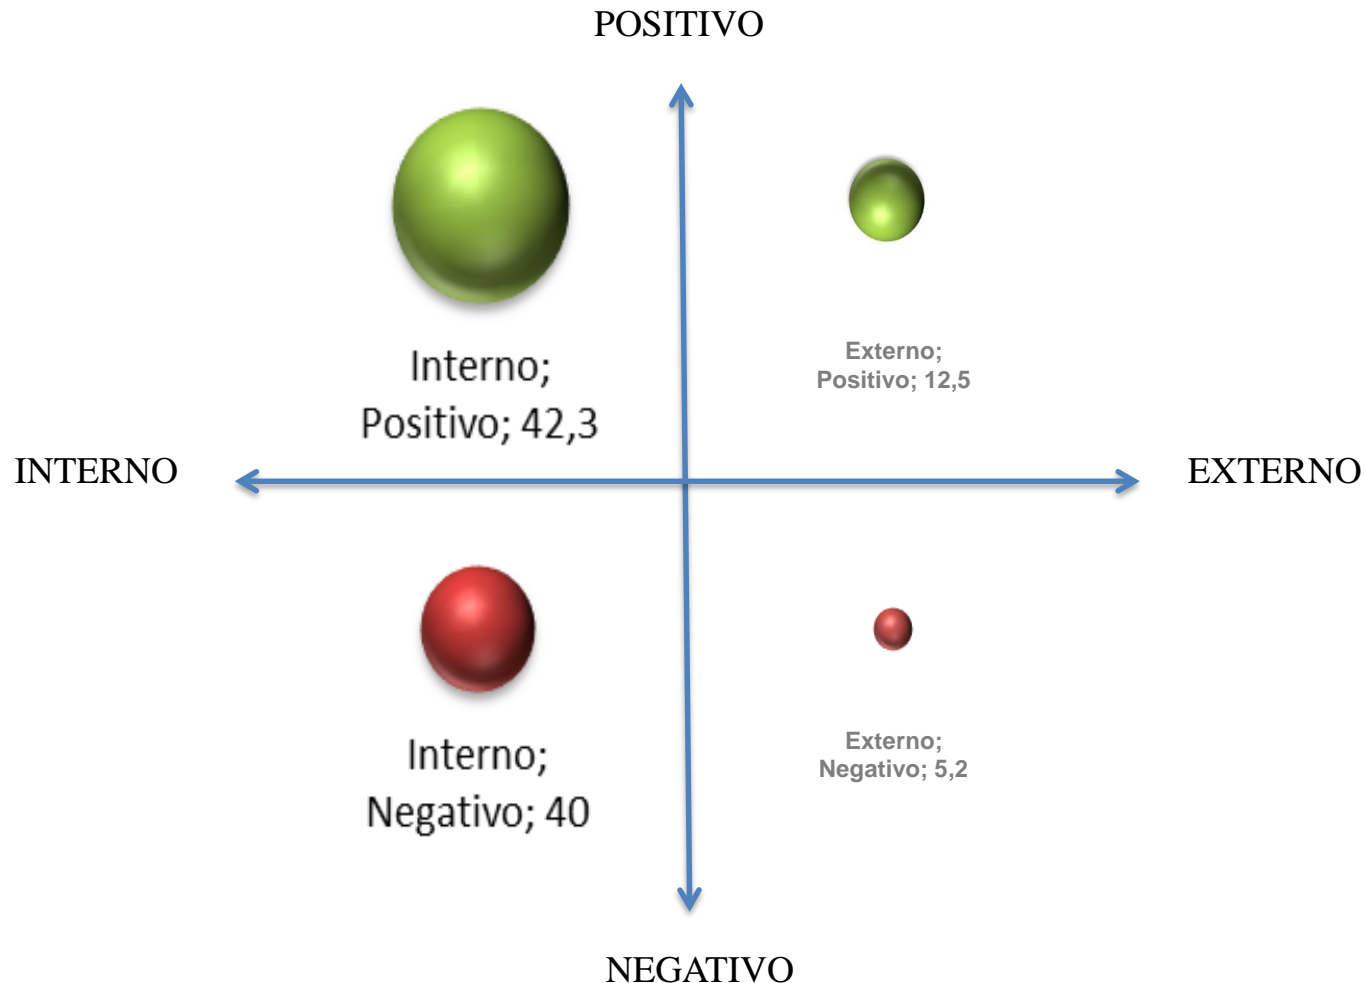 POSITIVO
Interno;
Positivo; 42,3
Externo;
Positivo; 12,5
INTERNO
EXTERNO
Interno;
Negativo; 40
Externo;
Negativo; 5,2
NEGATIVO